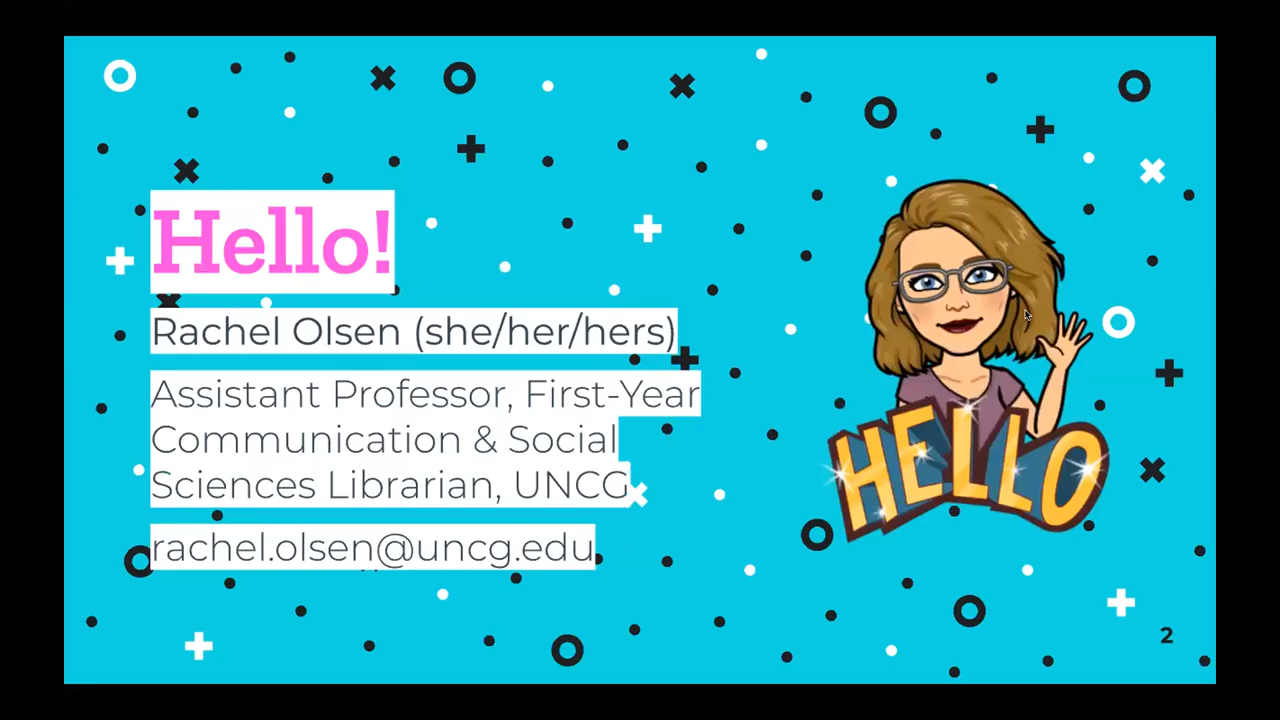 Hello!
Rachel Olsen (she/her/hers)
Assistant Professor, First-Year
Communication & Social
Sciences Librarian, UNCG
rachel.olsen@uncg.edu
HELLO
2